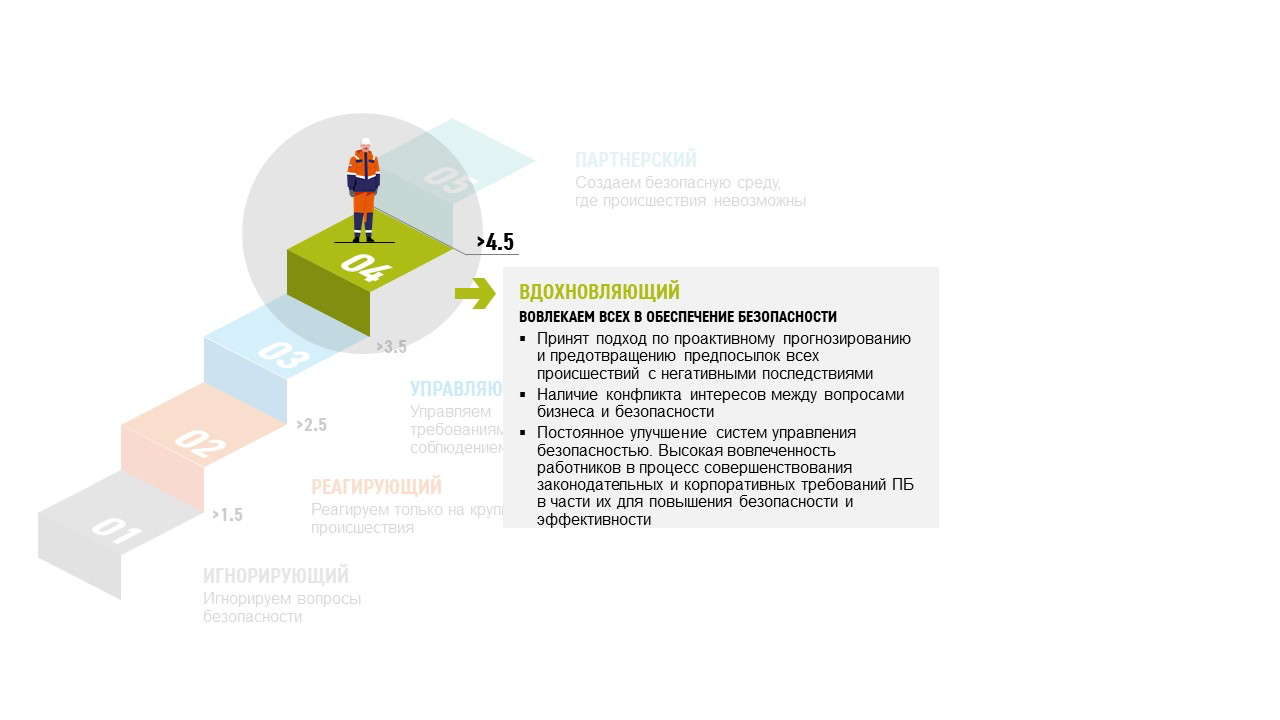 05
ПАРТНЕРСКИЙ
Создаем безопасную среду,
где происшествия невозможны
>4.5
04
ВДОХНОВЛЯЮЩИЙ
ВОВЛЕКАЕМ ВСЕХ В ОБЕСПЕЧЕНИЕ БЕЗОПАСНОСТИ
▪ Принят подход по проактивному прогнозированию
и предотвращению предпосылок всех
происшествий с негативными последствиями
▪ Наличие конфликта интересов между вопросами
бизнеса и безопасности
▪ Постоянное улучшение систем управления
безопасностью. Высокая вовлеченность
работников в процесс совершенствования
законодательных и корпоративных требований ПБ
в части их для повышения безопасности и
эффективности
>3.5
03
УПРАВЛЯЮ
Управляем
требованиям
соблюдением
>2.5
02
РЕАГИРУЮЩИЙ
Реагируем только на круп
происшествия
>1.5
01
ИГНОРИРУЮЩИЙ
Игнорируем вопросы
безопасности